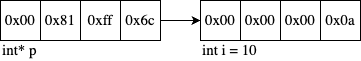 0x00 0x81 0xff 0x6c 0x00 0x00 0x00 0x0a
int* p int i = 10